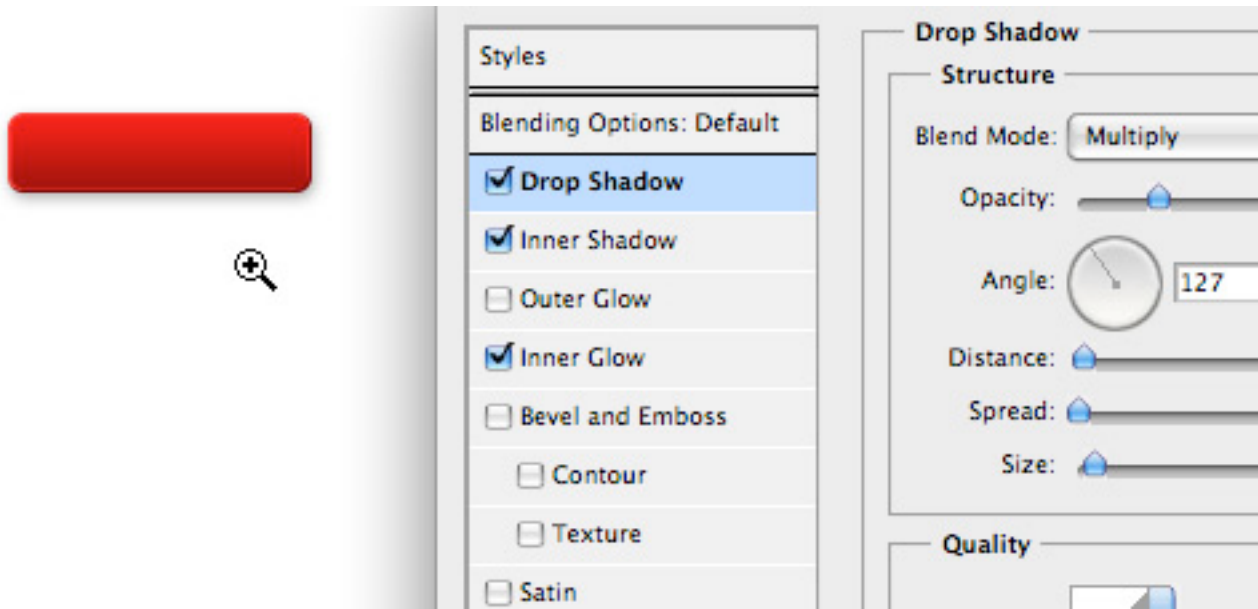 Styles
Blending Options: Default
Drop Shadow
Inner Shadow
Outer Glow
Inner Glow
Bevel and Emboss
Contour
Texture
Satin
Drop Shadow
Structure
Blend Mode: Multiply
Opacity:
Angle: 127
Distance:
Spread:
Size:
Quality